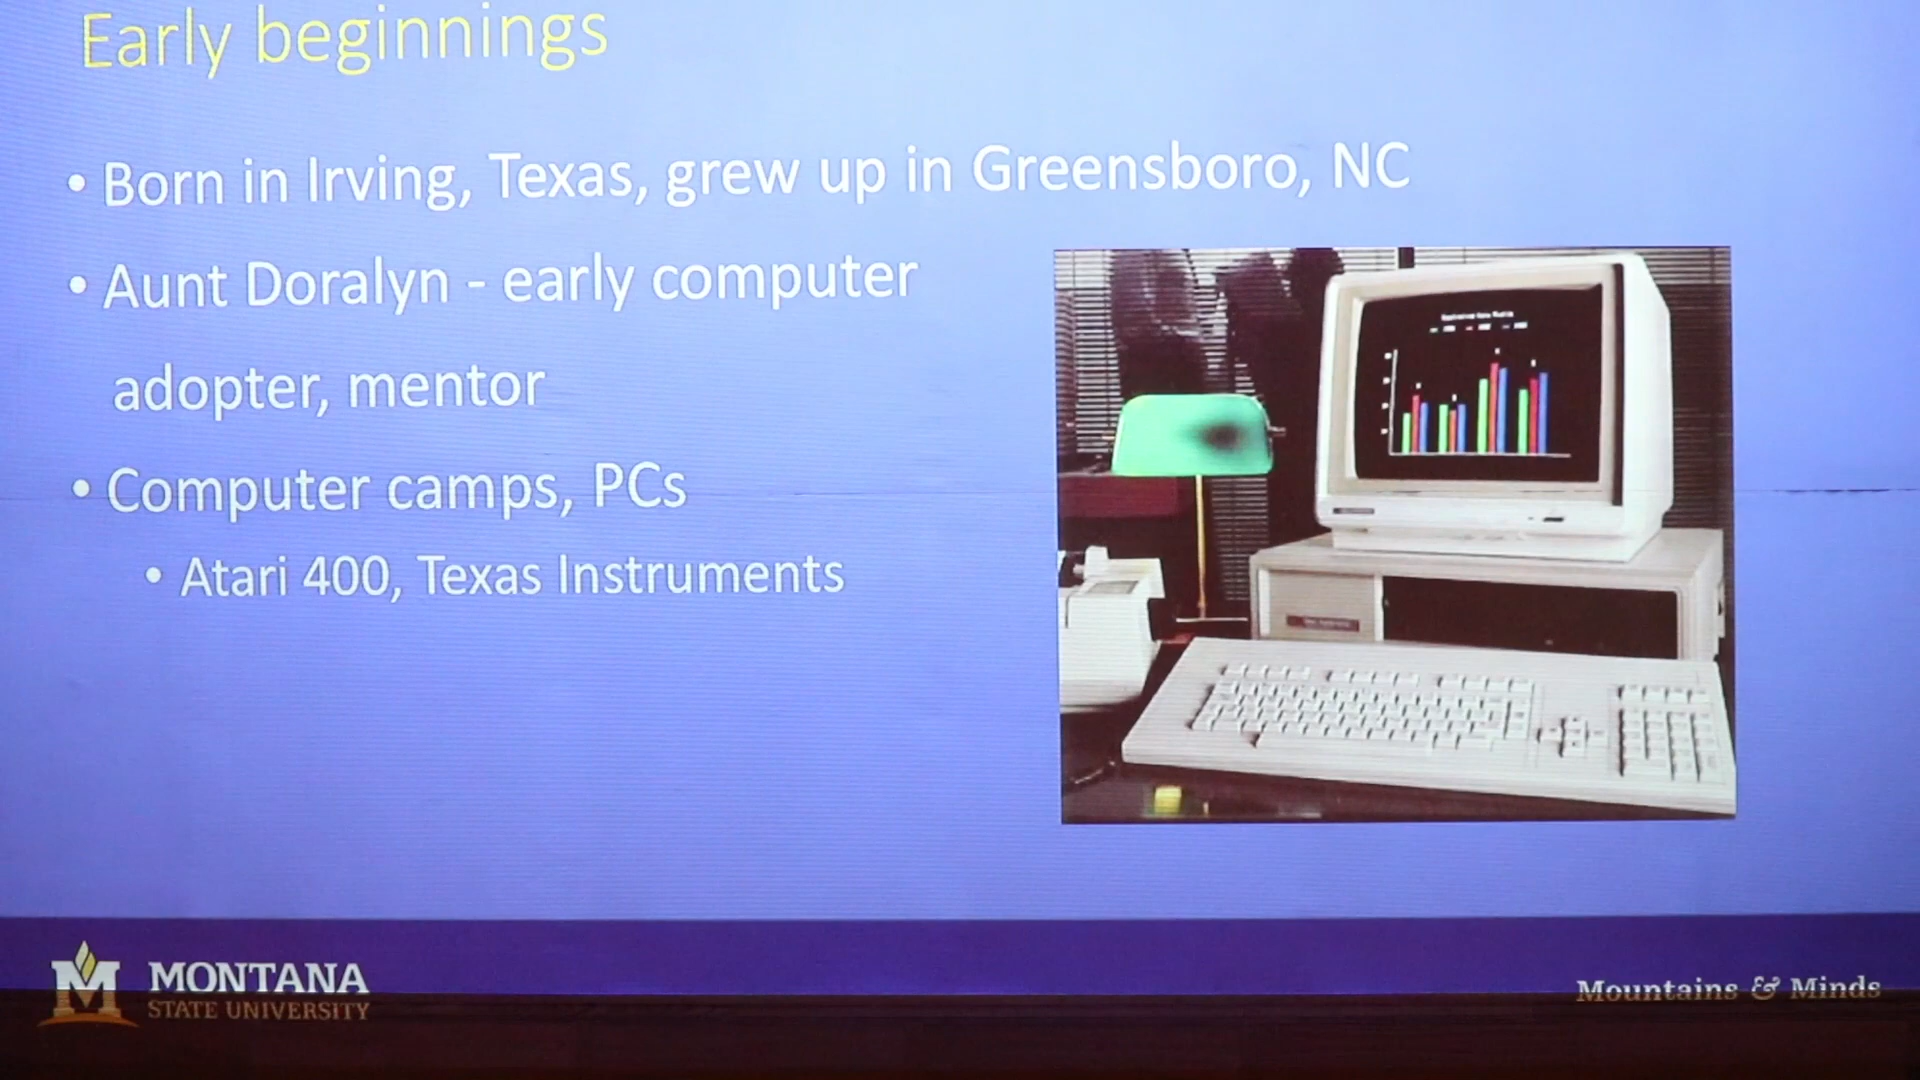 Early beginnings
• Born in Irving, Texas, grew up in Greensboro, NC
• Aunt Doralyn - early computer
adopter, mentor
• Computer camps, PCs
• Atari 400, Texas Instruments
MONTANA
STATE UNIVERSITY
Mountains & Minds